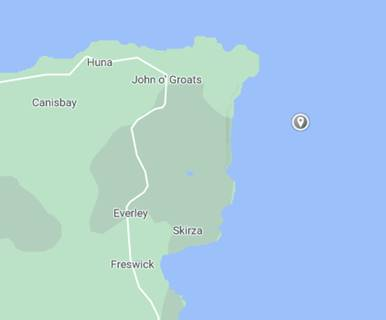 Huna
John o' Groats
Canisbay
Everley
Skirza
Freswick